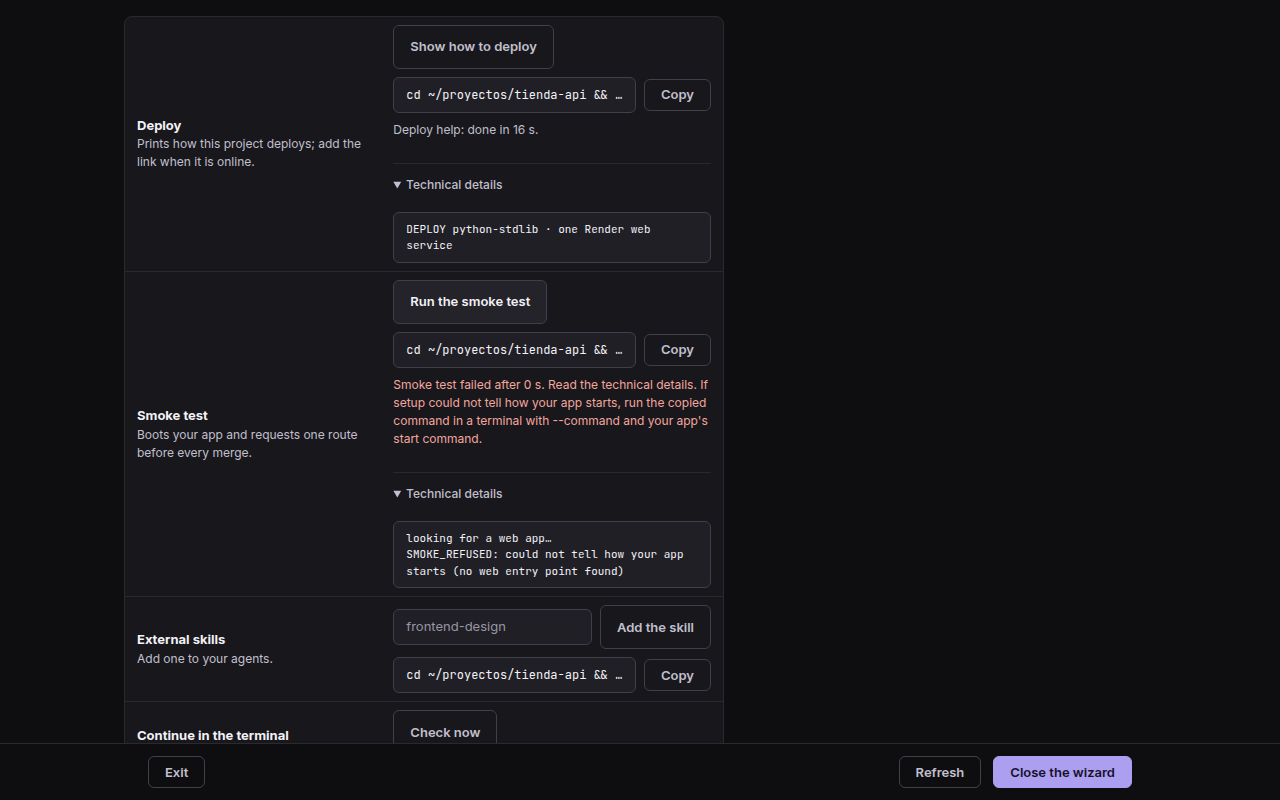 Show how to deploy
cd ~/proyectos/tienda-api && …
Copy
Deploy
Prints how this project deploys; add the
link when it is online.
Deploy help: done in 16 s.
▼ Technical details
DEPLOY python-stdlib · one Render web
service
Run the smoke test
cd ~/proyectos/tienda-api && …
Copy
Smoke test
Boots your app and requests one route
before every merge.
Smoke test failed after 0 s. Read the technical details. If
setup could not tell how your app starts, run the copied
command in a terminal with --command and your app's
start command.
▼ Technical details
looking for a web app…
SMOKE_REFUSED: could not tell how your app
starts (no web entry point found)
External skills
Add one to your agents.
frontend-design
Add the skill
cd ~/proyectos/tienda-api && …
Copy
Continue in the terminal
Check now
Exit
Refresh
Close the wizard